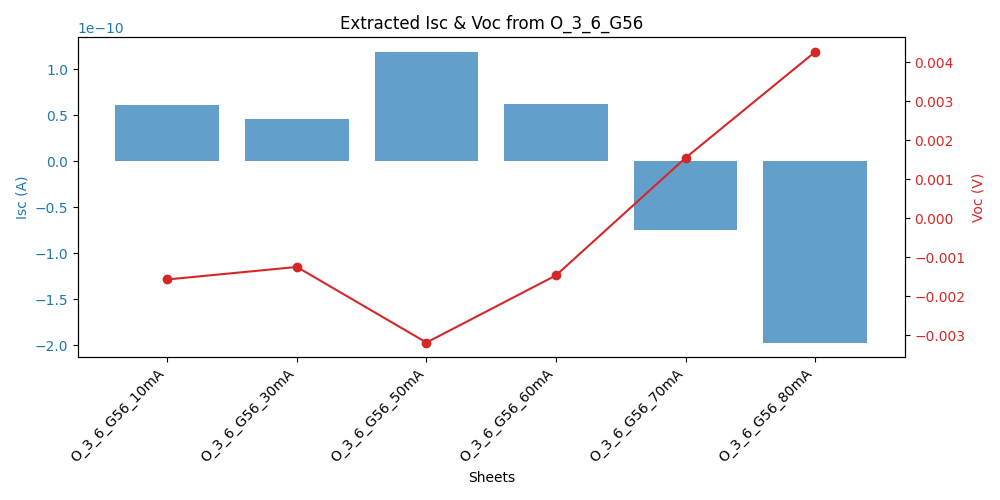 Extracted Isc & Voc from O_3_6_G56
1e−10
1.0
0.5
0.0
−0.5
−1.0
−1.5
−2.0
Isc (A)
0.004
0.003
0.002
0.001
0.000
−0.001
−0.002
−0.003
Voc (V)
O_3_6_G56_10mA
O_3_6_G56_30mA
O_3_6_G56_50mA
O_3_6_G56_60mA
O_3_6_G56_70mA
O_3_6_G56_80mA
Sheets